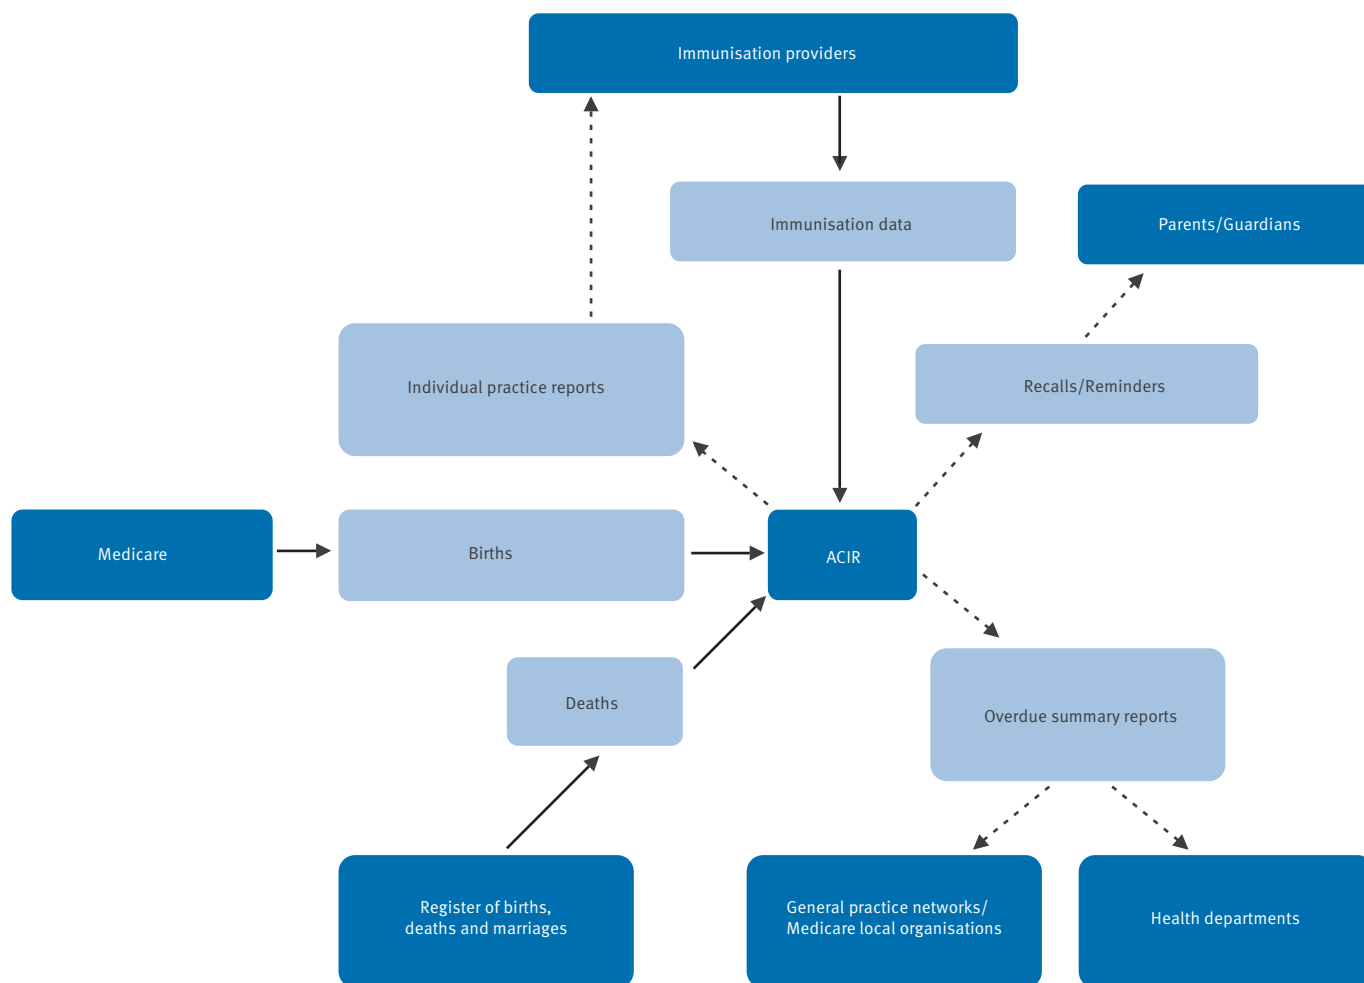 Immunisation providers
Immunisation data
Parents/Guardians
Individual practice reports
Recalls/Reminders
Medicare
Births
ACIR
Deaths
Overdue summary reports
Register of births,
deaths and marriages
General practice networks/
Medicare local organisations
Health departments